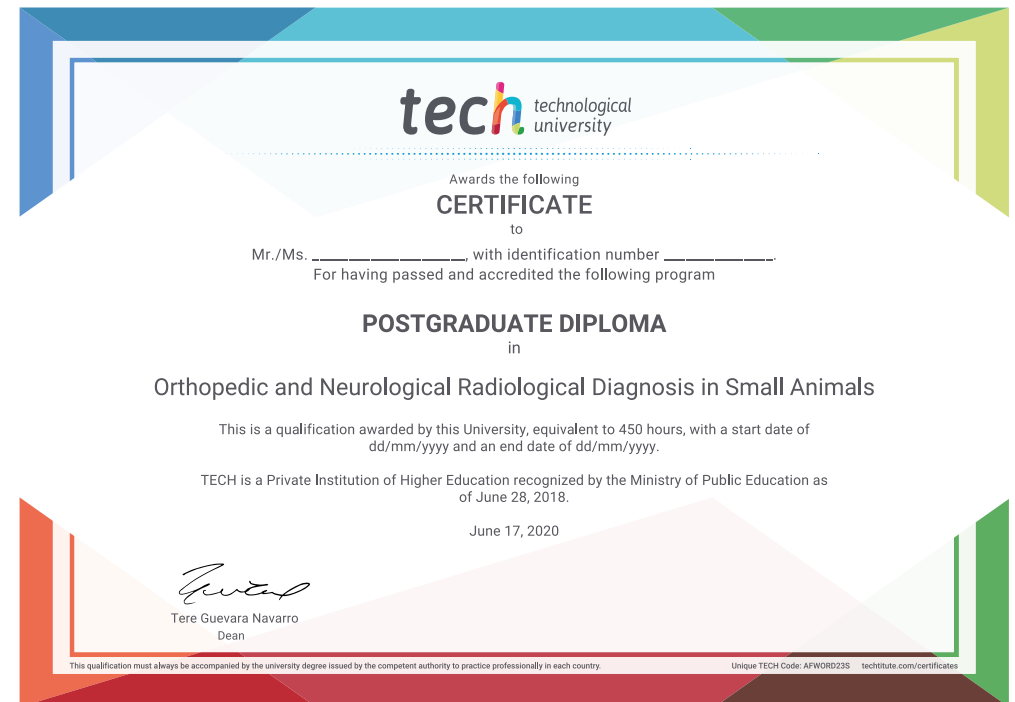 tech technological
university
Awards the following
CERTIFICATE
to
Mr./Ms. ___________________, with identification number ______________.
For having passed and accredited the following program
POSTGRADUATE DIPLOMA
in
Orthopedic and Neurological Radiological Diagnosis in Small Animals
This is a qualification awarded by this University, equivalent to 450 hours, with a start date of
dd/mm/yyyy and an end date of dd/mm/yyyy.
TECH is a Private Institution of Higher Education recognized by the Ministry of Public Education as
of June 28, 2018.
June 17, 2020
Tere Guevara Navarro
Dean
This qualification must always be accompanied by the university degree issued by the competent authority to practice professionally in each country. Unique TECH Code: AFWORD23S techtitute.com/certificates